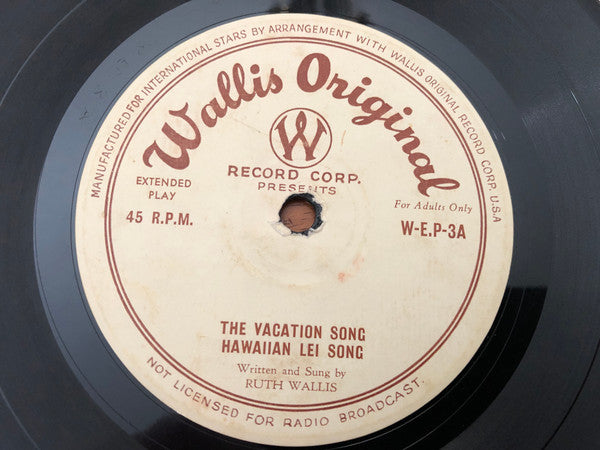 MANUFACTURED FOR INTERNATIONAL STARS BY ARRANGEMENT WITH WALLIS ORIGINAL RECORD CORP. U.S.A
Wallis Original
W
RECORD CORP.
PRESENTS
EXTENDED
PLAY
45 R.P.M.
For Adults Only
W-E.P-3A
THE VACATION SONG
HAWAIIAN LEI SONG
Written and Sung by
RUTH WALLIS
NOT LICENSED FOR RADIO BROADCAST.